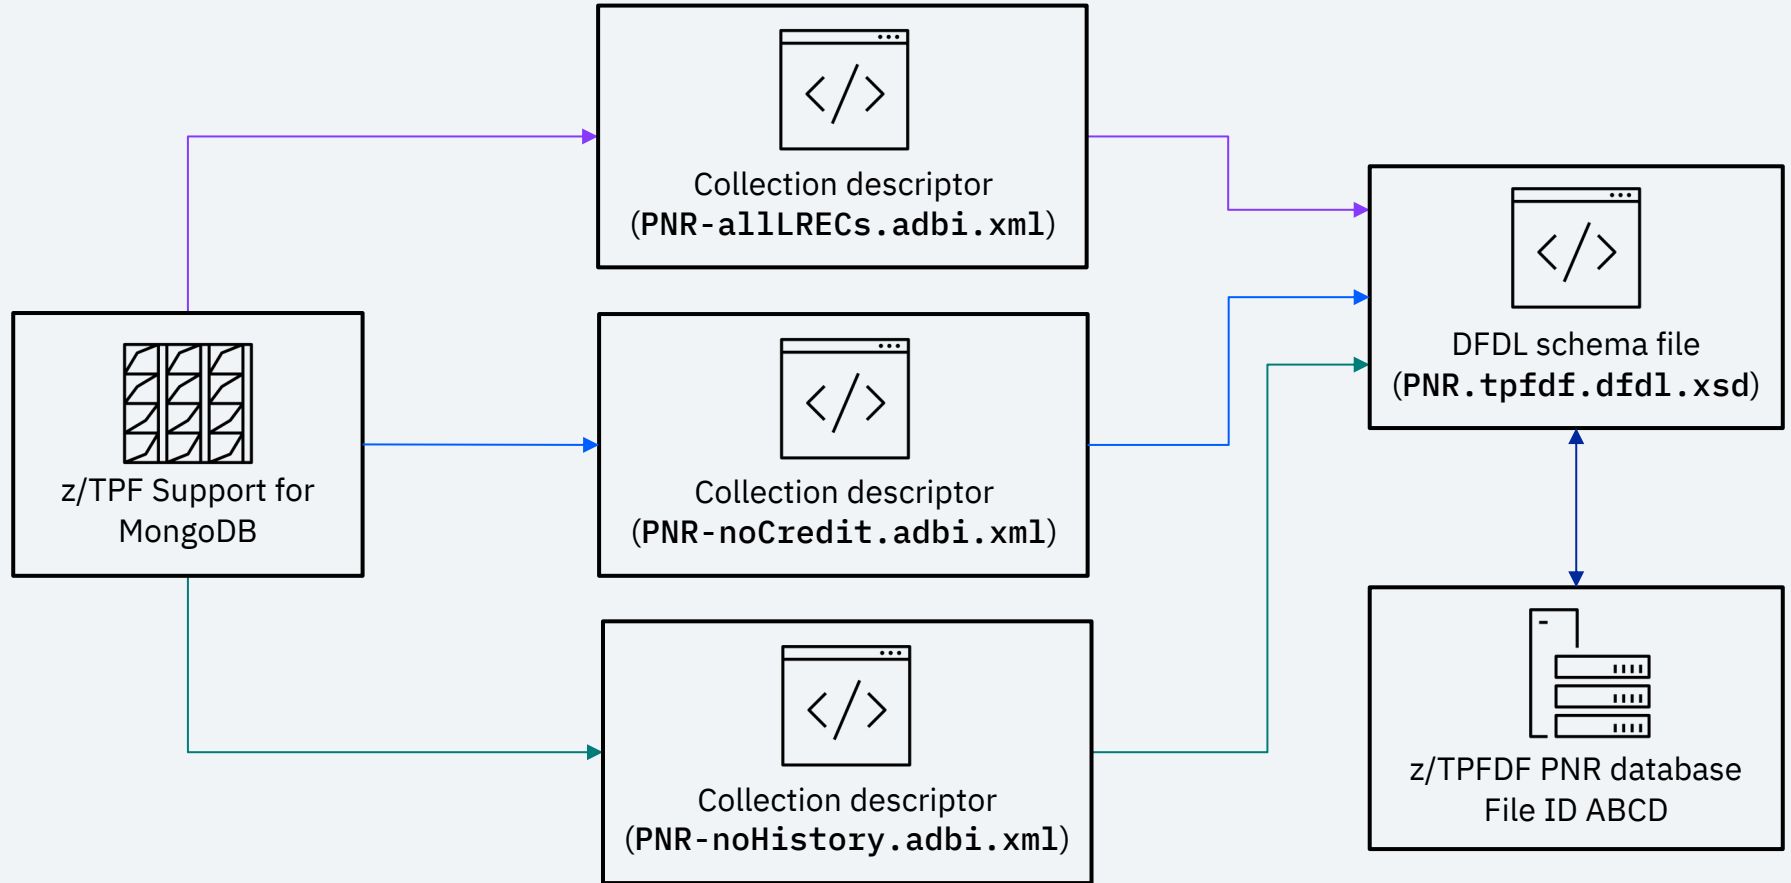 Collection descriptor
(PNR-allLRECs.adbi.xml)
DFDL schema file
(PNR.tpfdf.dfdl.xsd)
z/TPF Support for
MongoDB
Collection descriptor
(PNR-noCredit.adbi.xml)
z/TPFDF PNR database
File ID ABCD
Collection descriptor
(PNR-noHistory.adbi.xml)